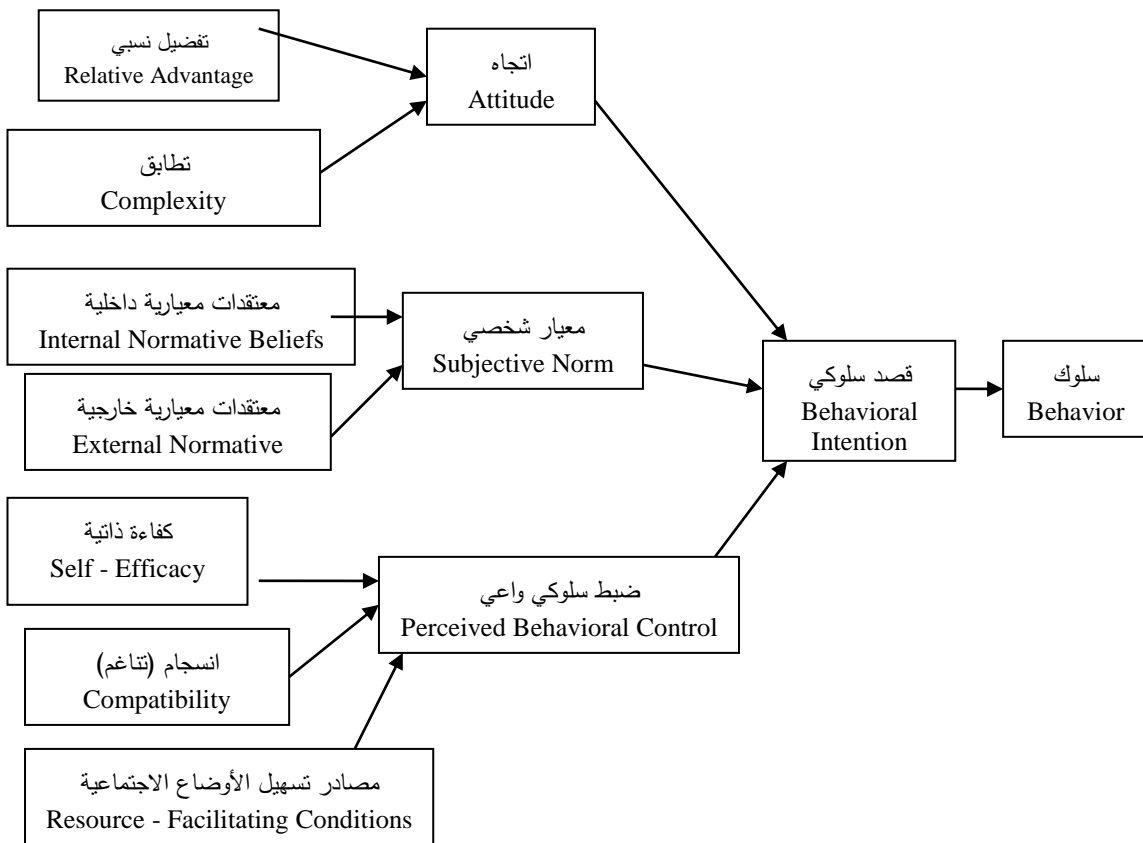 تفضيل نسبي
Relative Advantage
اتجاه
Attitude
تطابق
Complexity
معتقدات معيارية داخلية
Internal Normative Beliefs
معيار شخصي
Subjective Norm
معتقدات معيارية خارجية
External Normative
قصد سلوكي
Behavioral
Intention
سلوك
Behavior
كفاءة ذاتية
Self - Efficacy
ضبط سلوكي واعي
Perceived Behavioral Control
انسجام (تناغم)
Compatibility
مصادر تسهيل الأوضاع الاجتماعية
Resource - Facilitating Conditions